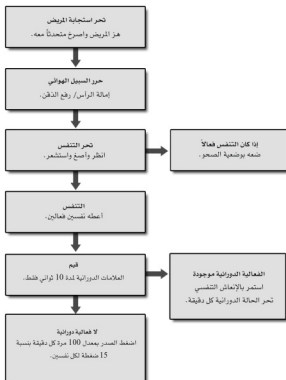 تحر استجابة المريض
هز المريض واصرخ متحدثاً معه.
حرر السبيل الهوائي
إمالة الرأس/ رفع الذقن.
تحر التنفس
انظر وأصغ واستشعر.
إذا كان التنفس فعالاً
ضعه بوضعية الصحو.
التنفس
أعطه نفسين فعالين.
قيم
العلامات الدورانية لمدة 10 ثواني فقط.
الفعالية الدورانية موجودة
استمر بالإنعاش التنفسي
تحر الحالة الدورانية كل دقيقة.
لا فعالية دورانية
اضغط الصدر بمعدل 100 مرة كل دقيقة بنسبة
15 ضغطة لكل نفسين.